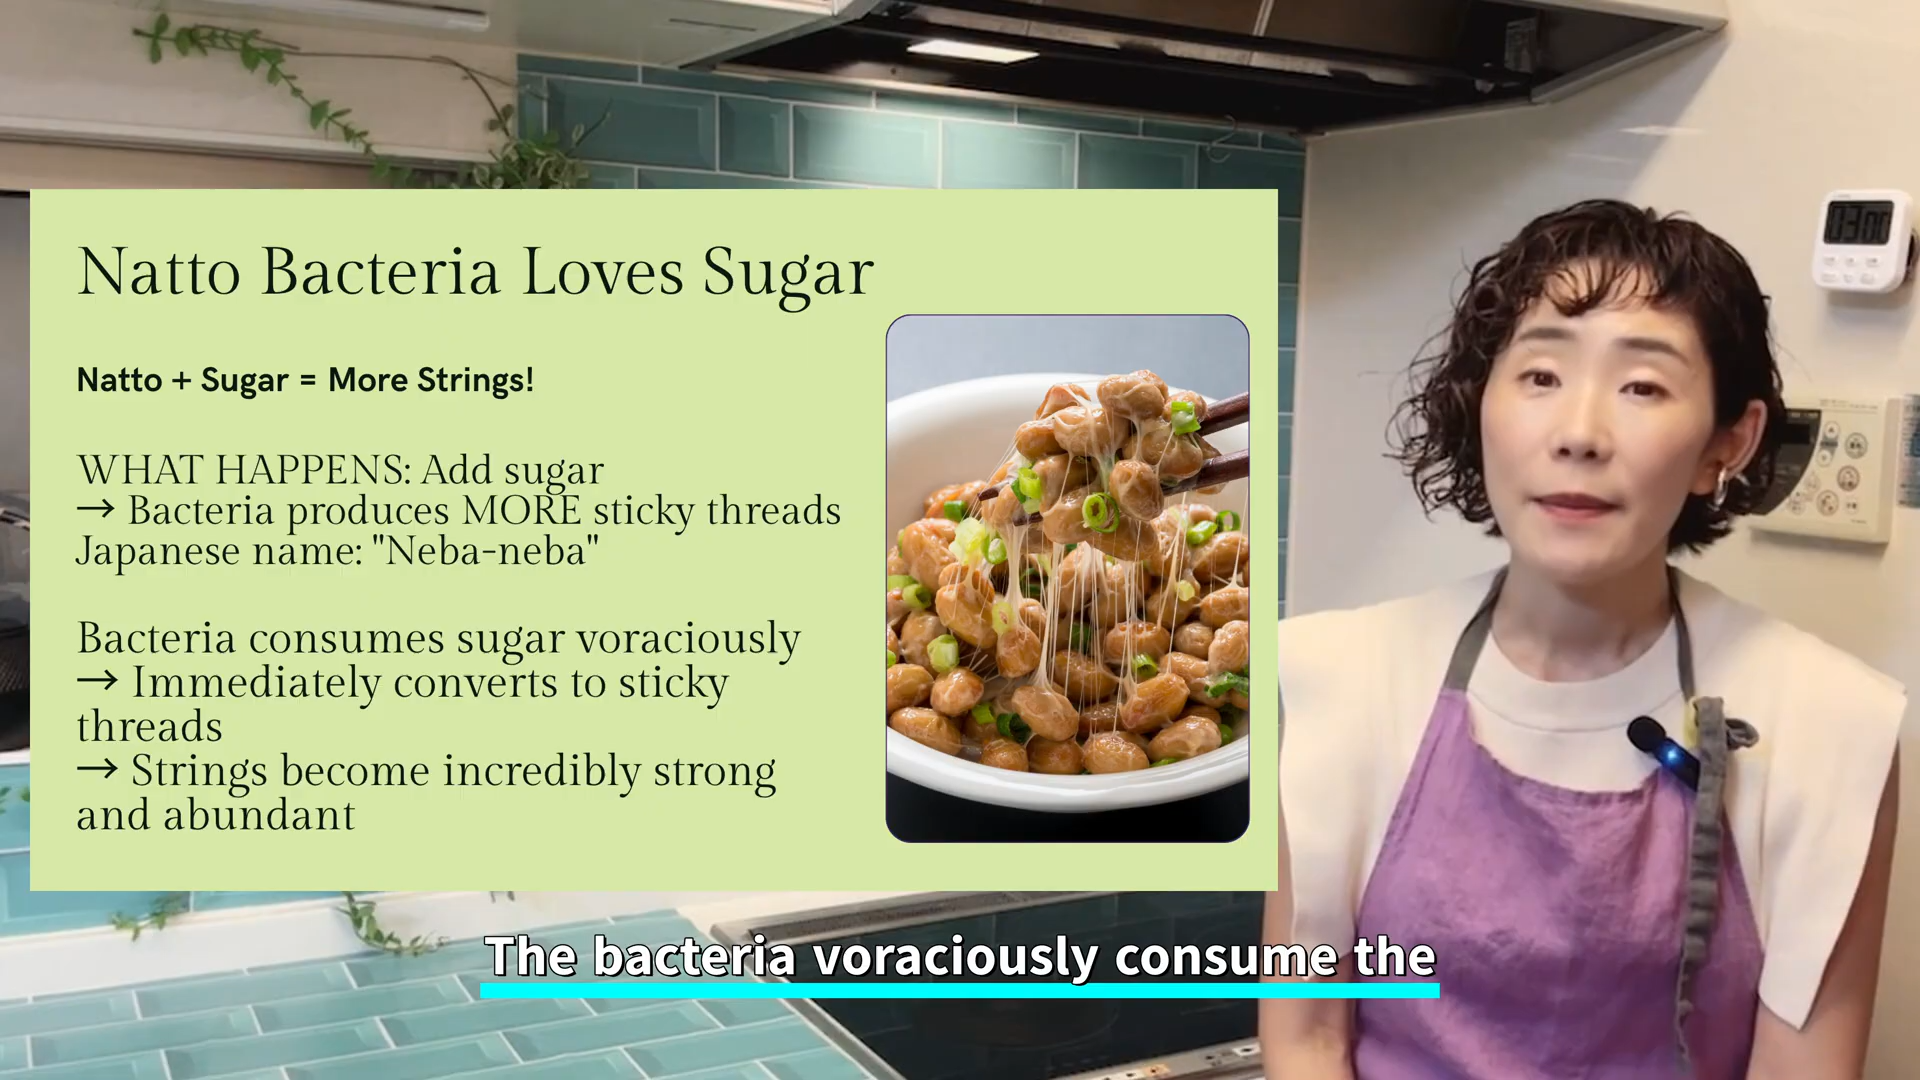 Natto Bacteria Loves Sugar
Natto + Sugar = More Strings!
WHAT HAPPENS: Add sugar
→ Bacteria produces MORE sticky threads
Japanese name: "Neba-neba"
Bacteria consumes sugar voraciously
→ Immediately converts to sticky
threads
→ Strings become incredibly strong
and abundant
The bacteria voraciously consume the